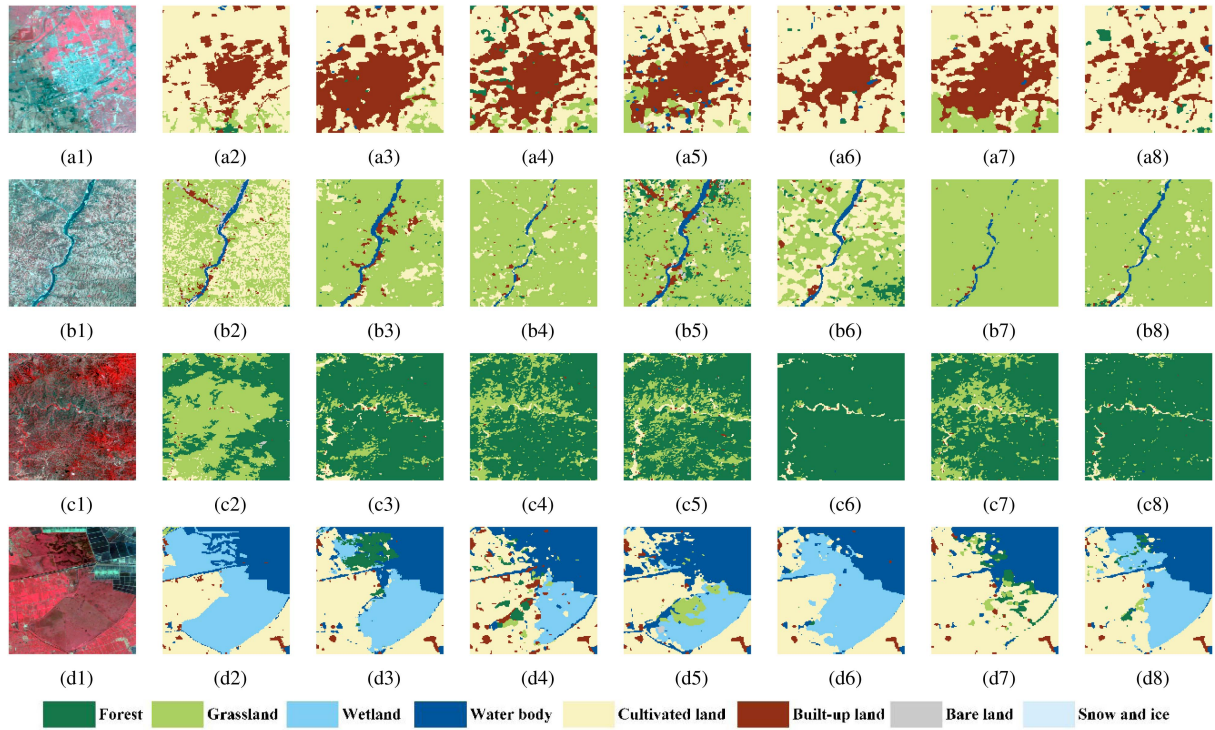 (a1) (a2) (a3) (a4) (a5) (a6) (a7) (a8)
(b1) (b2) (b3) (b4) (b5) (b6) (b7) (b8)
(c1) (c2) (c3) (c4) (c5) (c6) (c7) (c8)
(d1) (d2) (d3) (d4) (d5) (d6) (d7) (d8)
Forest Grassland Wetland Water body Cultivated land Built-up land Bare land Snow and ice